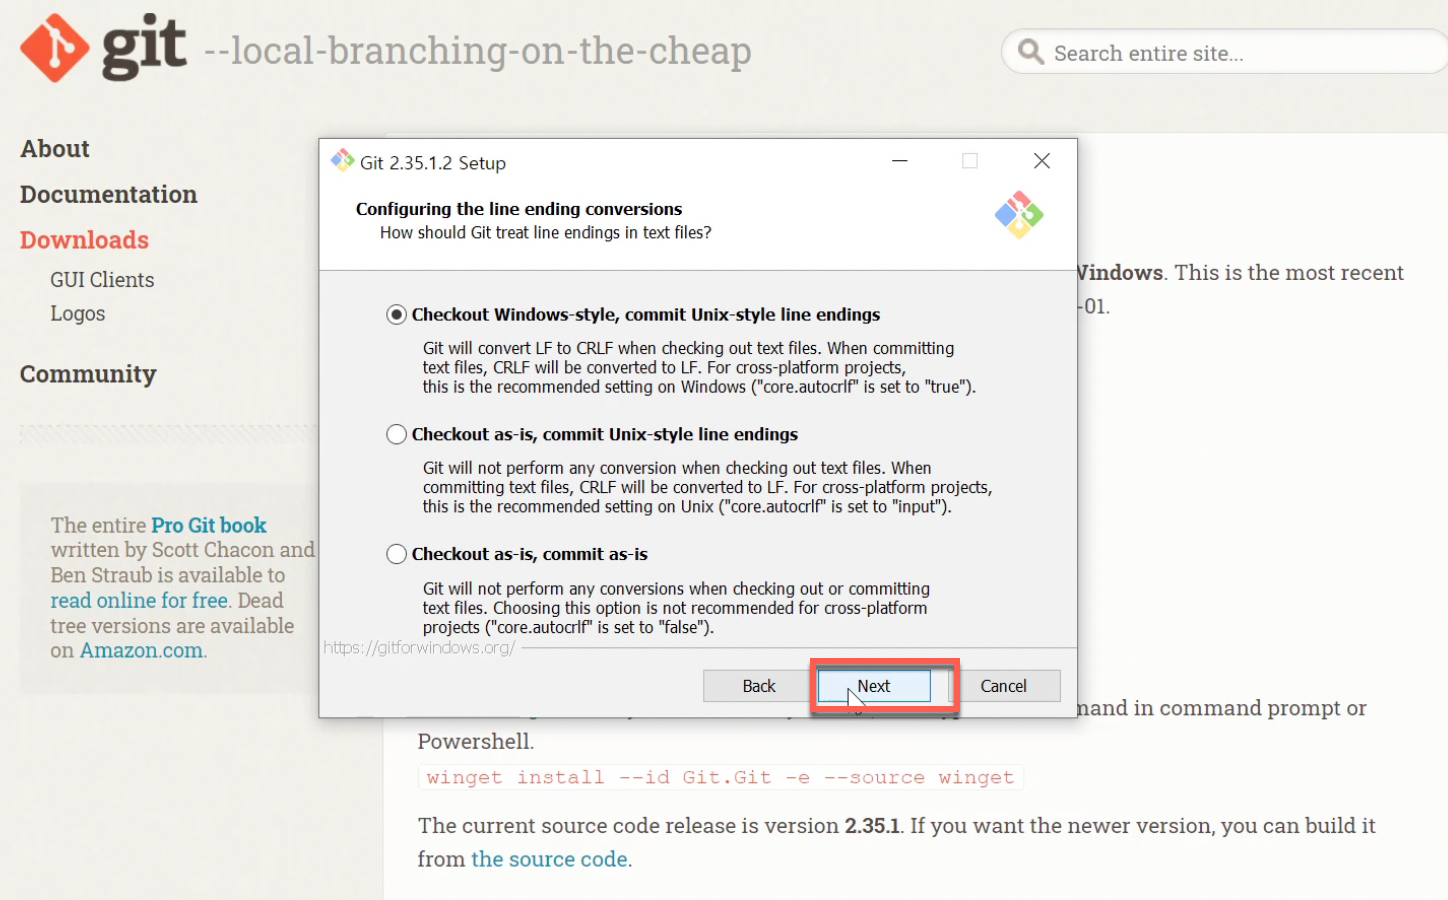 git --local-branching-on-the-cheap
Search entire site...
About
Documentation
Downloads
GUI Clients
Logos
Community
The entire Pro Git book
written by Scott Chacon and
Ben Straub is available to
read online for free. Dead
tree versions are available
on Amazon.com.
Git 2.35.1.2 Setup
Configuring the line ending conversions
How should Git treat line endings in text files?
Checkout Windows-style, commit Unix-style line endings
Git will convert LF to CRLF when checking out text files. When committing
text files, CRLF will be converted to LF. For cross-platform projects,
this is the recommended setting on Windows ("core.autocrlf" is set to "true").
Checkout as-is, commit Unix-style line endings
Git will not perform any conversion when checking out text files. When
committing text files, CRLF will be converted to LF. For cross-platform projects,
this is the recommended setting on Unix ("core.autocrlf" is set to "input").
Checkout as-is, commit as-is
Git will not perform any conversions when checking out or committing
text files. Choosing this option is not recommended for cross-platform
projects ("core.autocrlf" is set to "false").
https://gitforwindows.org/
Back
Next
Cancel
Windows. This is the most recent
-01.
mand in command prompt or
Powershell.
winget install --id Git.Git -e --source winget
The current source code release is version 2.35.1. If you want the newer version, you can build it
from the source code.